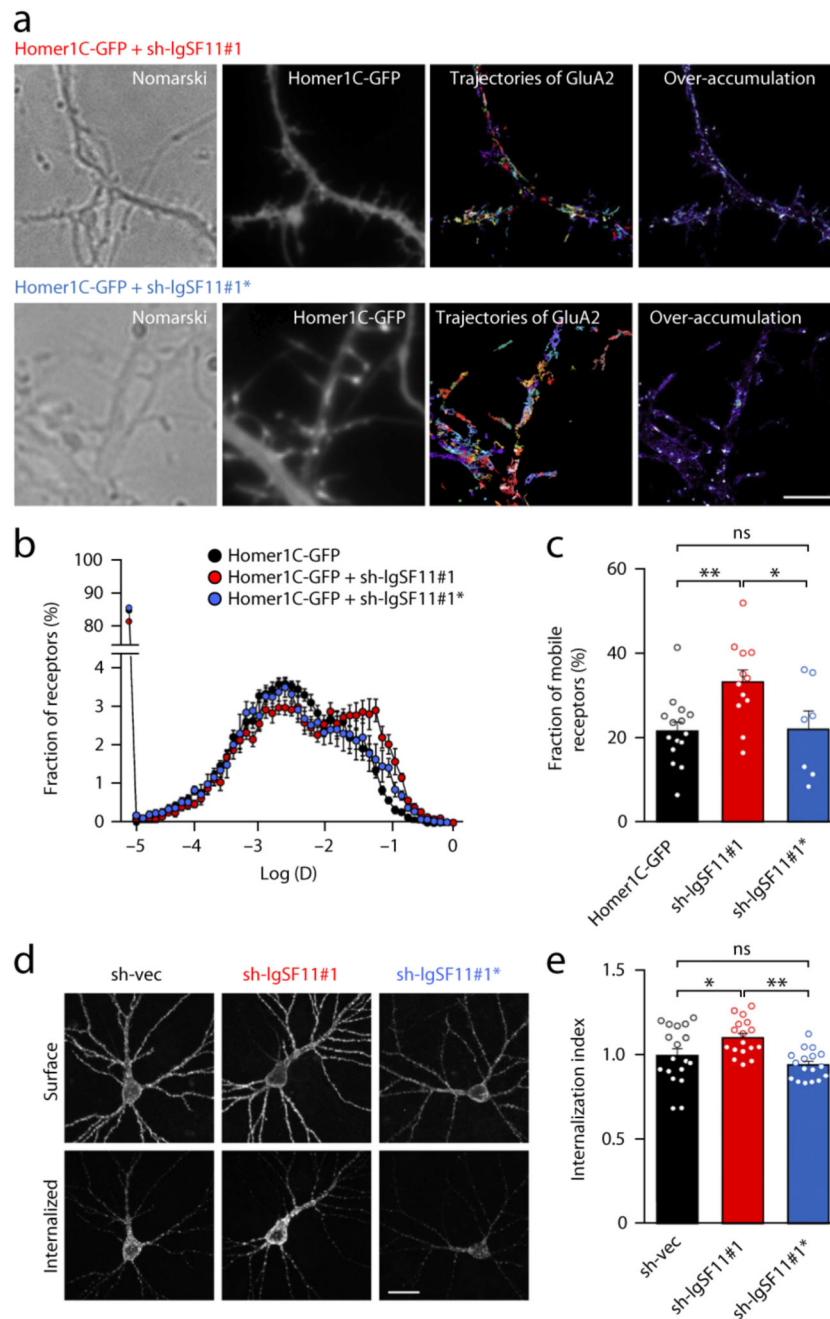 a
Homer1C-GFP + sh-IgSF11#1
Nomarski
Homer1C-GFP
Trajectories of GluA2
Over-accumulation
Homer1C-GFP + sh-IgSF11#1*
Nomarski
Homer1C-GFP
Trajectories of GluA2
Over-accumulation
b
Homer1C-GFP
Homer1C-GFP + sh-IgSF11#1
Homer1C-GFP + sh-IgSF11#1*
Fraction of receptors (%)
100
90
80
4
3
2
1
0
−5
−4
−3
−2
−1
0
Log (D)
c
ns
**
*
Fraction of mobile
receptors (%)
60
40
20
0
Homer1C-GFP
sh-IgSF11#1
sh-IgSF11#1*
d
sh-vec
sh-IgSF11#1
sh-IgSF11#1*
Surface
Internalized
e
ns
*
**
Internalization index
1.5
1.0
0.5
0
sh-vec
sh-IgSF11#1
sh-IgSF11#1*